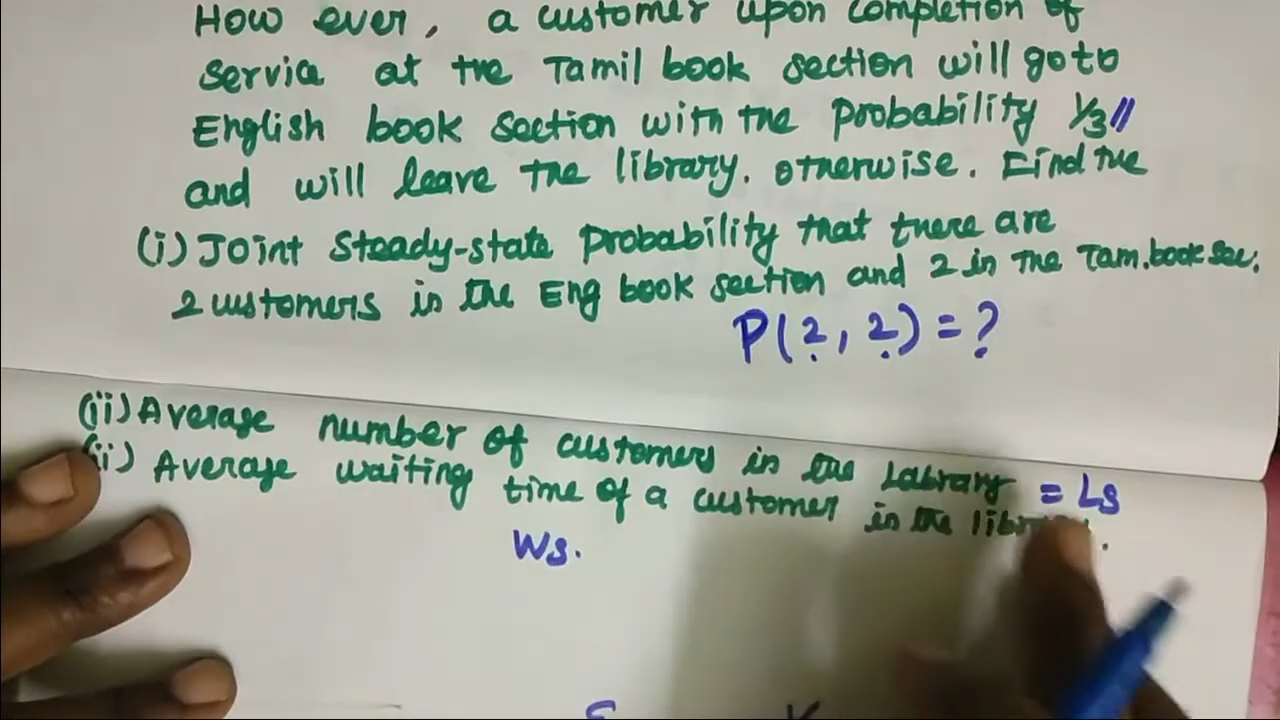 How ever, a customer upon completion of
service at the Tamil book section will go to
English book section with the probability 1/3//
and will leave the library. otherwise. Find the
(i) Joint Steady-state probability that there are
2 customers in the Eng book section and 2 in the Tam.book sec.
P(2, 2) = ?
(ii) Average number of customers in the Labrary = Ls
(ii) Average waiting time of a customer in the
Ws.